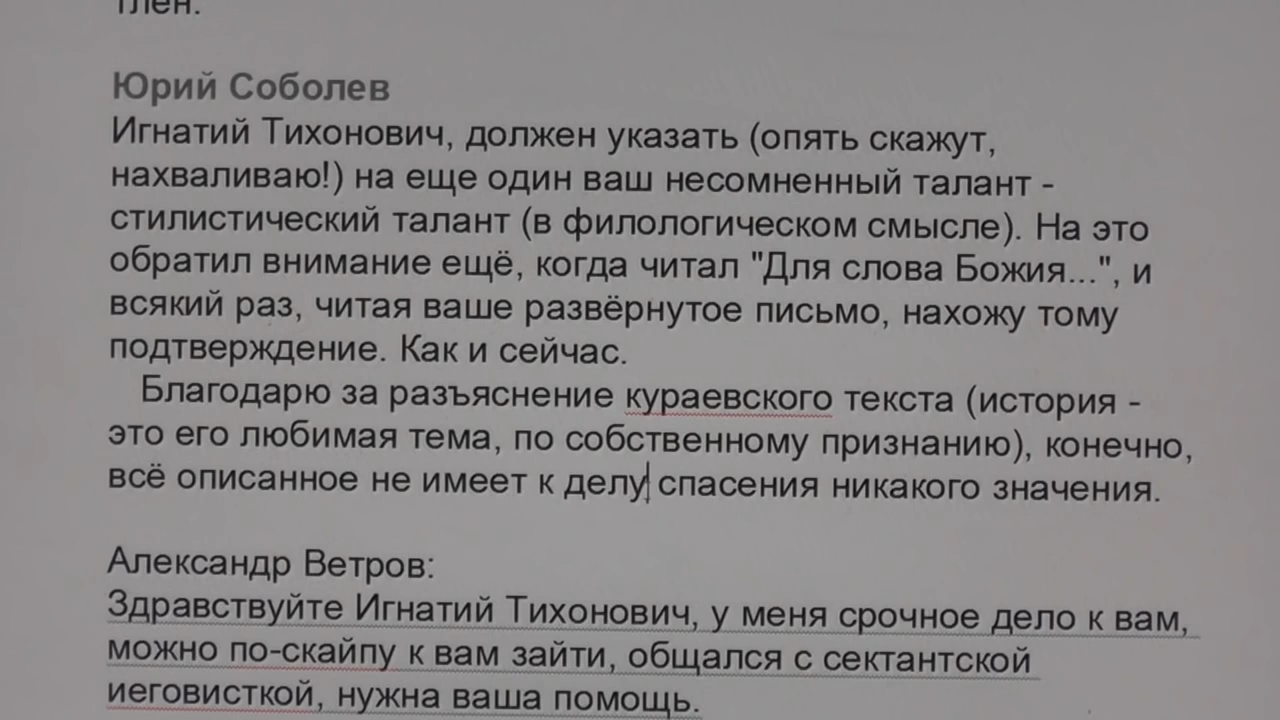 тлен.
Юрий Соболев
Игнатий Тихонович, должен указать (опять скажут,
нахваливаю!) на еще один ваш несомненный талант -
стилистический талант (в филологическом смысле). На это
обратил внимание ещё, когда читал "Для слова Божия...", и
всякий раз, читая ваше развёрнутое письмо, нахожу тому
подтверждение. Как и сейчас.
Благодарю за разъяснение кураевского текста (история -
это его любимая тема, по собственному признанию), конечно,
всё описанное не имеет к делу спасения никакого значения.
Александр Ветров:
Здравствуйте Игнатий Тихонович, у меня срочное дело к вам,
можно по-скайпу к вам зайти, общался с сектантской
иеговисткой, нужна ваша помощь.